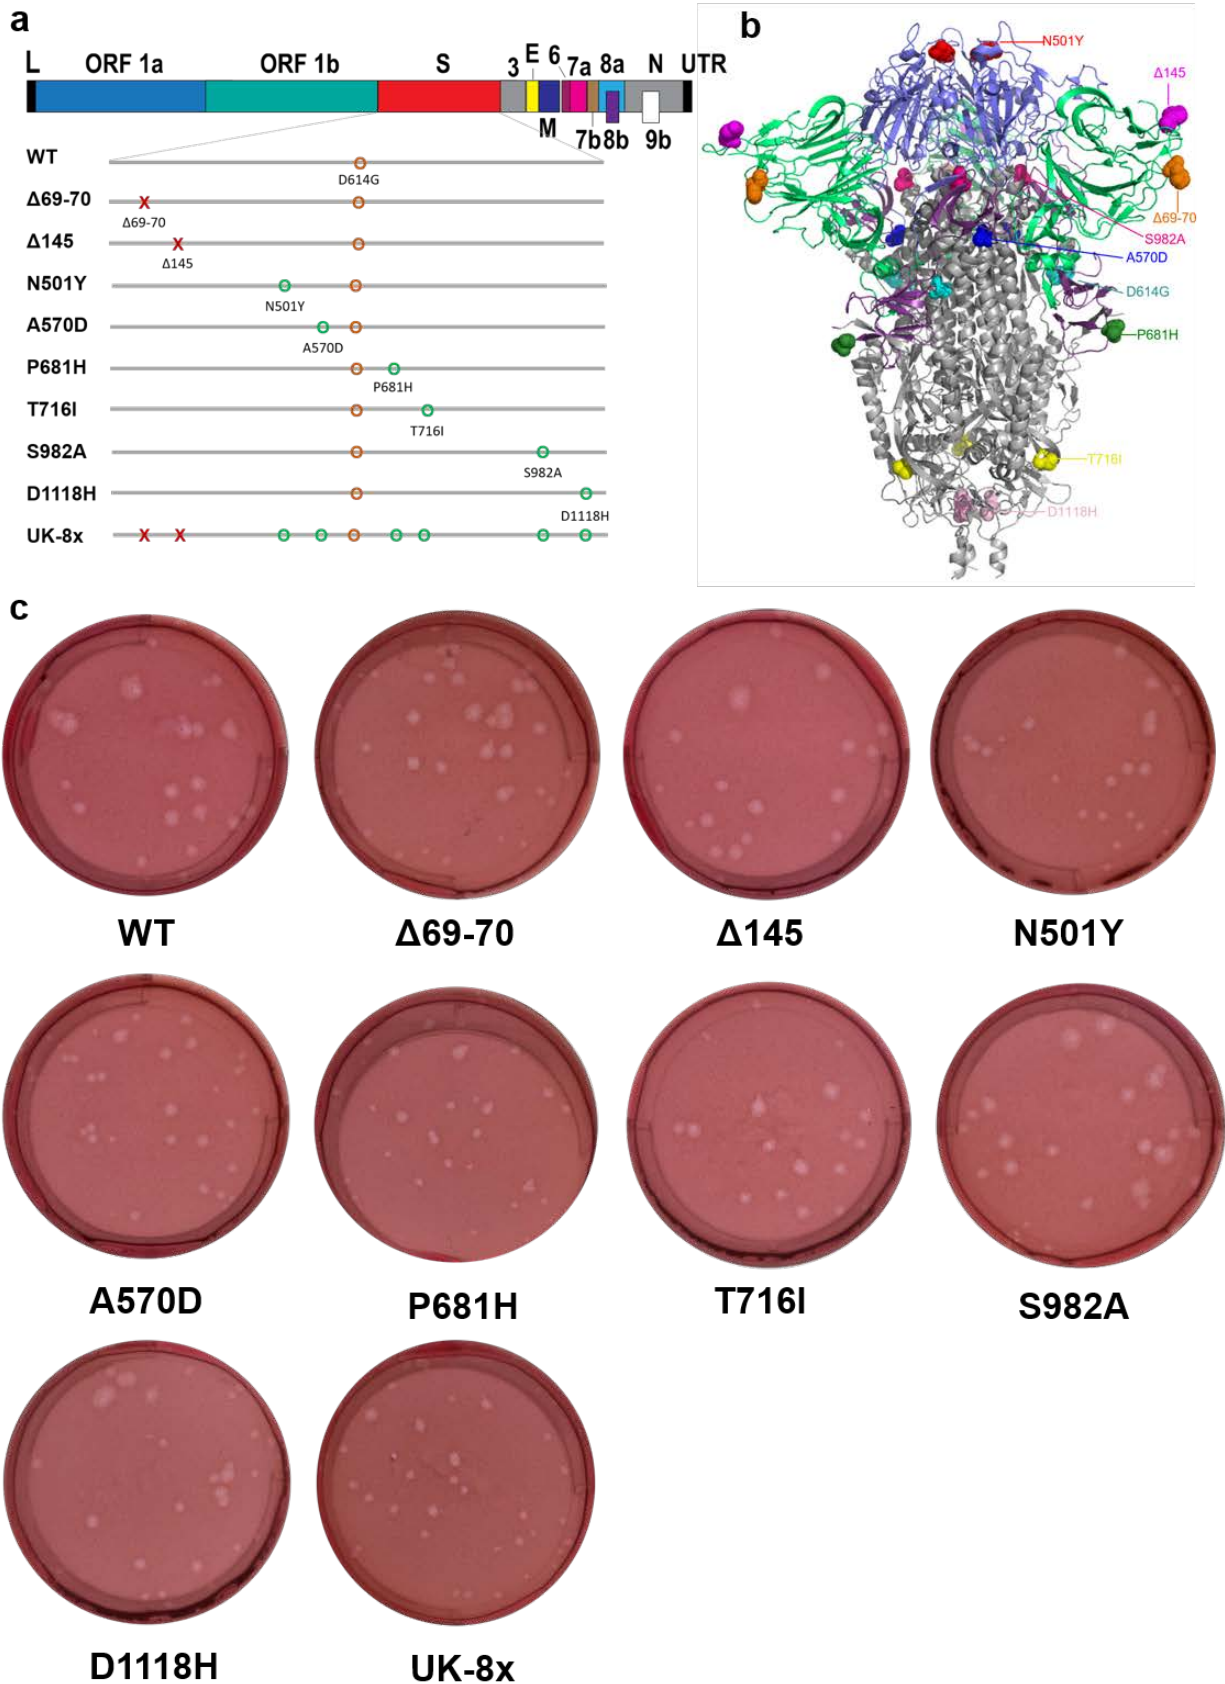 a
L ORF 1a ORF 1b S 3 E 6 7a 8a N UTR
M 7b 8b 9b
WT
D614G
Δ69-70 X O
Δ69-70
Δ145 X O
Δ145
N501Y O O
N501Y
A570D O O
A570D
P681H O O
P681H
T716I O O
T716I
S982A O O
S982A
D1118H O O
D1118H
UK-8x X X O O O O O O O
b
N501Y
Δ145
Δ69-70
S982A
A570D
D614G
P681H
T716I
D1118H
c
WT Δ69-70 Δ145 N501Y
A570D P681H T716I S982A
D1118H UK-8x